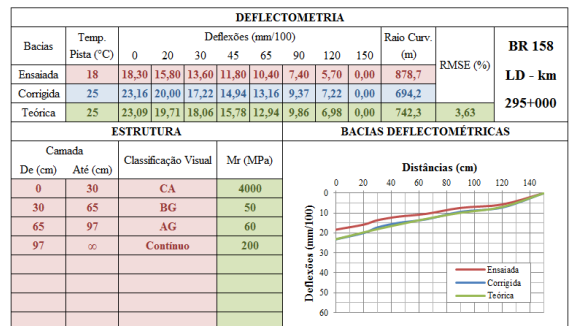 DEFLECTOMETRIA
Bacias Temp. Pista (°C) Deflexões (mm/100) Raio Curv. (m) RMSE (%) BR 158 LD - km 295+000
0 20 30 45 65 90 120 150
Ensaiada 18 18,30 15,80 13,60 11,80 10,40 7,40 5,70 0,00 878,7
Corrigida 25 23,16 20,00 17,22 14,94 13,16 9,37 7,22 0,00 694,2
Teórica 25 23,09 19,71 18,06 15,78 12,94 9,86 6,98 0,00 742,3 3,63
ESTRUTURA BACIAS DEFLECTOMÉTRICAS
Camada Classificação Visual Mr (MPa)
De (cm) Até (cm)
0 30 CA 4000
30 65 BG 50
65 97 AG 60
97 ∞ Contínuo 200
Distâncias (cm)
0 20 40 60 80 100 120 140
Deflexões (mm/100)
0
10
20
30
40
50
60
Ensaiada
Corrigida
Teórica